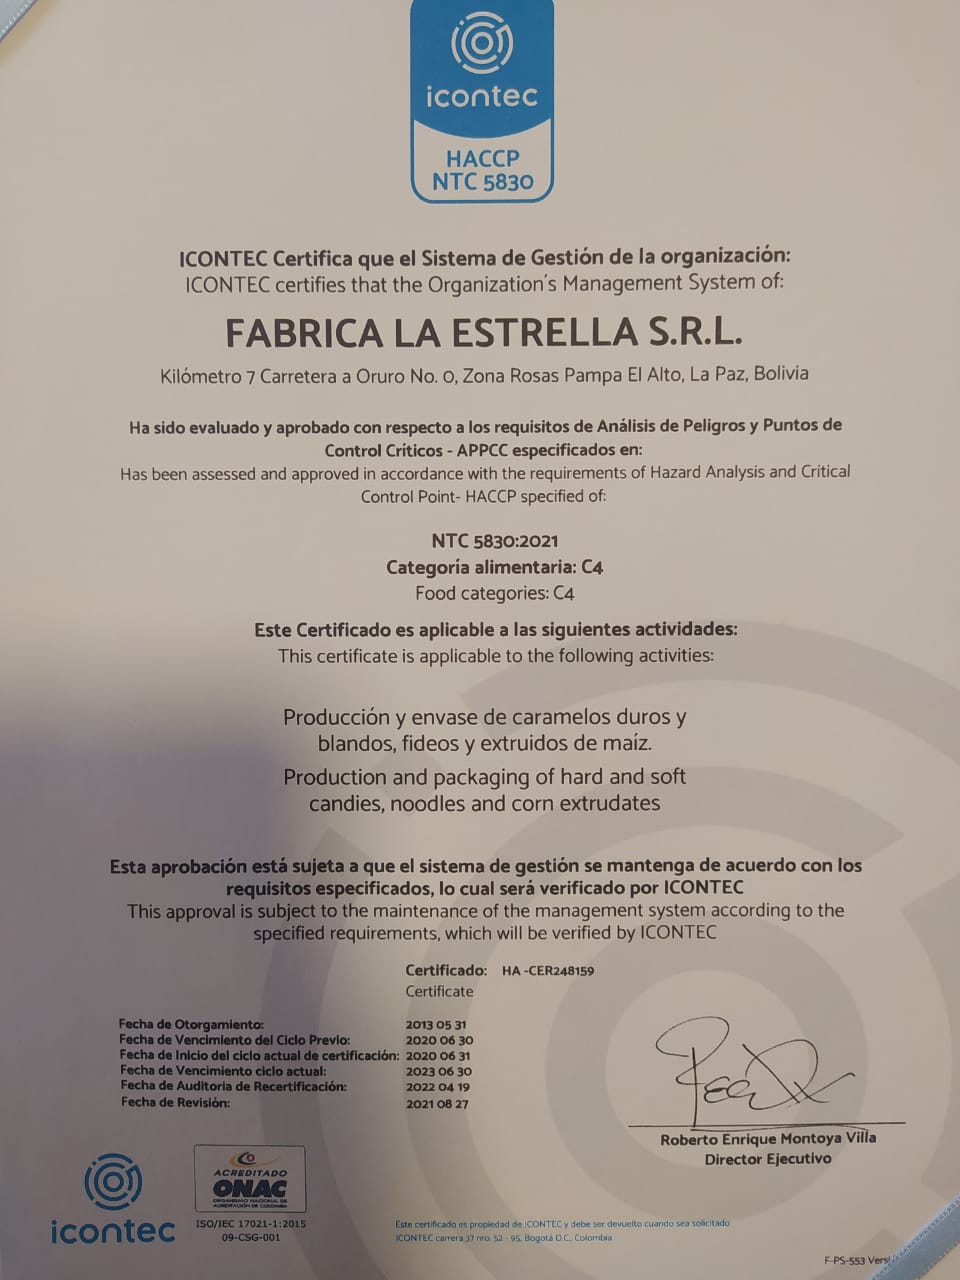 icontec
HACCP
NTC 5830
ICONTEC Certifica que el Sistema de Gestión de la organización:
ICONTEC certifies that the Organization's Management System of:
FABRICA LA ESTRELLA S.R.L.
Kilómetro 7 Carretera a Oruro No. 0, Zona Rosas Pampa El Alto, La Paz, Bolivia
Ha sido evaluado y aprobado con respecto a los requisitos de Análisis de Peligros y Puntos de
Control Críticos - APPCC especificados en:
Has been assessed and approved in accordance with the requirements of Hazard Analysis and Critical
Control Point- HACCP specified of:
NTC 5830:2021
Categoría alimentaria: C4
Food categories: C4
Este Certificado es aplicable a las siguientes actividades:
This certificate is applicable to the following activities:
Producción y envase de caramelos duros y
blandos, fideos y extruidos de maíz.
Production and packaging of hard and soft
candies, noodles and corn extrudates
Esta aprobación está sujeta a que el sistema de gestión se mantenga de acuerdo con los
requisitos especificados, lo cual será verificado por ICONTEC
This approval is subject to the maintenance of the management system according to the
specified requirements, which will be verified by ICONTEC
Certificado: HA -CER248159
Certificate
Fecha de Otorgamiento: 2013 05 31
Fecha de Vencimiento del Ciclo Previo: 2020 06 30
Fecha de Inicio del ciclo actual de certificación: 2020 06 31
Fecha de Vencimiento ciclo actual: 2023 06 30
Fecha de Auditoria de Recertificación: 2022 04 19
Fecha de Revisión: 2021 08 27
Roberto Enrique Montoya Villa
Director Ejecutivo
icontec
ACREDITADO
ONAC
ORGANISMO NACIONAL DE
ACREDITACIÓN DE COLOMBIA
ISO/IEC 17021-1:2015
09-CSG-001
Este certificado es propiedad de ICONTEC y debe ser devuelto cuando sea solicitado
ICONTEC carrera 37 nro. 52 - 95, Bogotá D.C., Colombia
F-PS-553